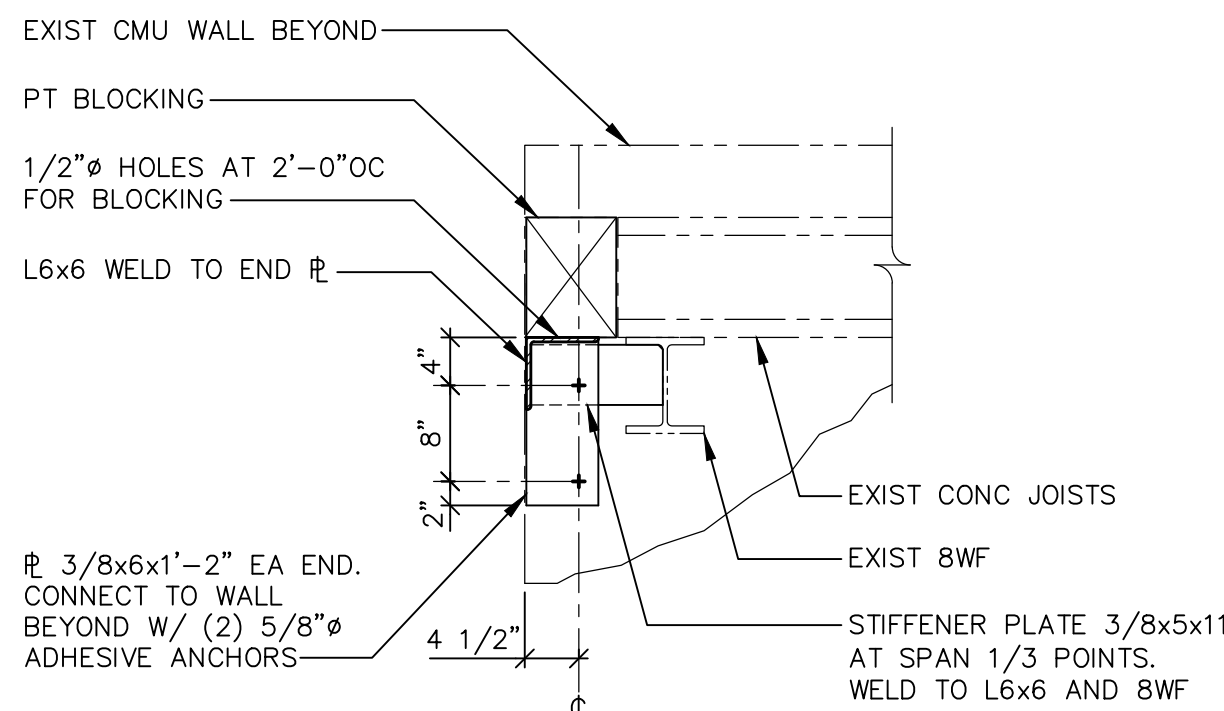 EXIST CMU WALL BEYOND
PT BLOCKING
1/2"ø HOLES AT 2'-0"OC
FOR BLOCKING
L6x6 WELD TO END ℄
4"
8"
2"
℄ 3/8x6x1'-2" EA END.
CONNECT TO WALL
BEYOND W/ (2) 5/8"ø
ADHESIVE ANCHORS
4 1/2"
℄
EXIST CONC JOISTS
EXIST 8WF
STIFFENER PLATE 3/8x5x11
AT SPAN 1/3 POINTS.
WELD TO L6x6 AND 8WF